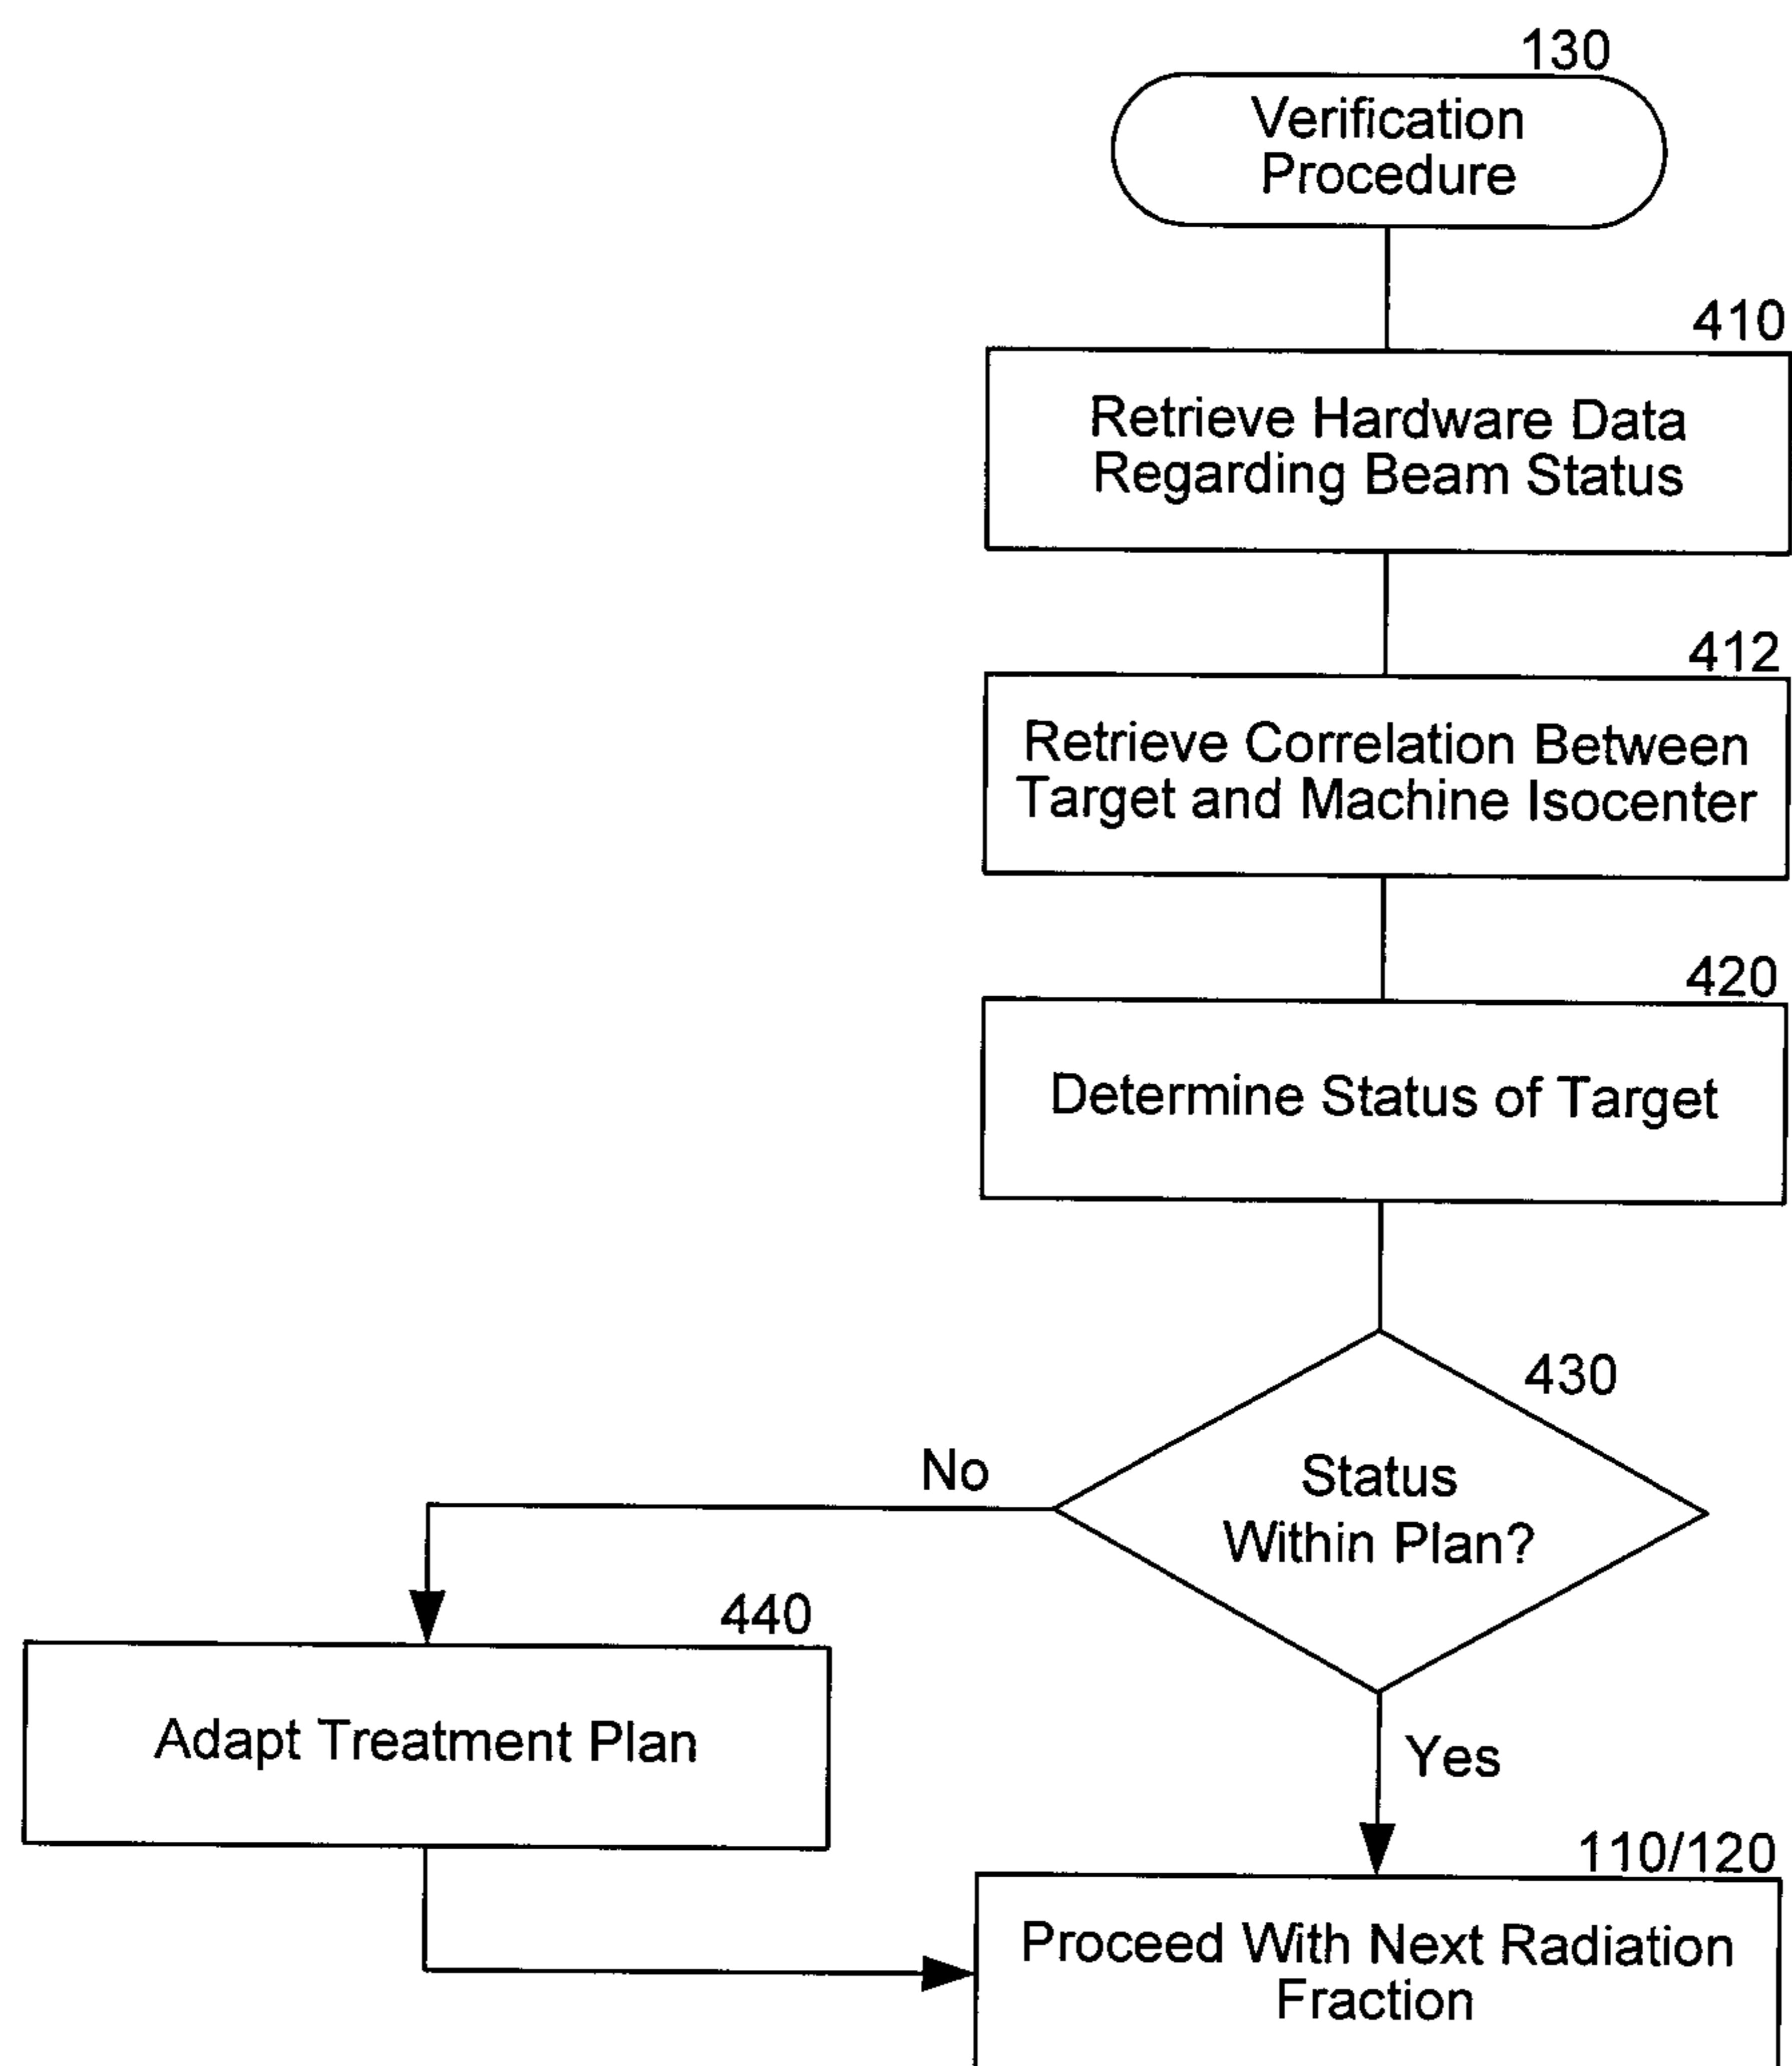 130
Verification
Procedure
410
Retrieve Hardware Data
Regarding Beam Status
412
Retrieve Correlation Between
Target and Machine Isocenter
420
Determine Status of Target
430
Status
Within Plan?
No
440
Adapt Treatment Plan
Yes
110/120
Proceed With Next Radiation
Fraction